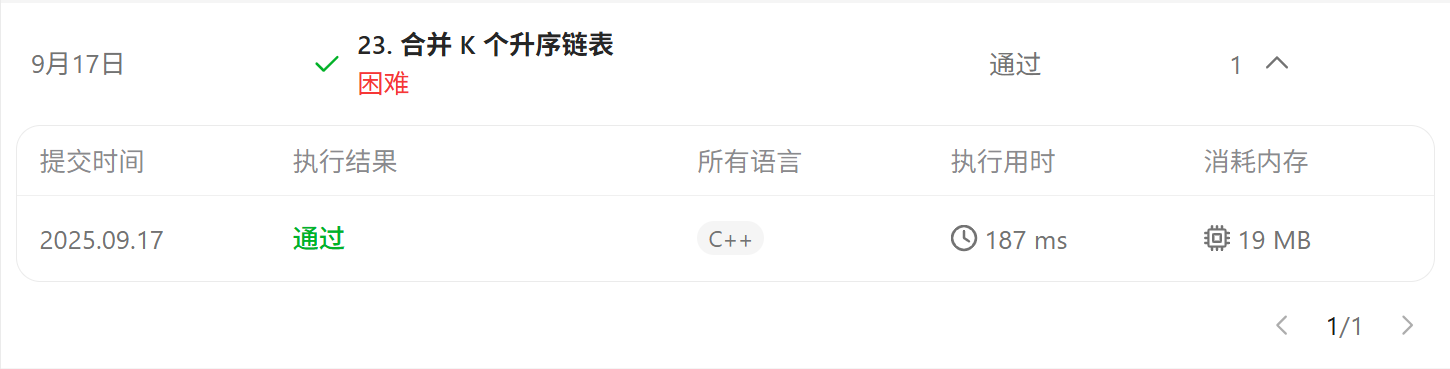 23. 合并 K 个升序链表
9月17日 通过 1
困难
提交时间 执行结果 所有语言 执行用时 消耗内存
2025.09.17 通过 C++ 187 ms 19 MB
1/1